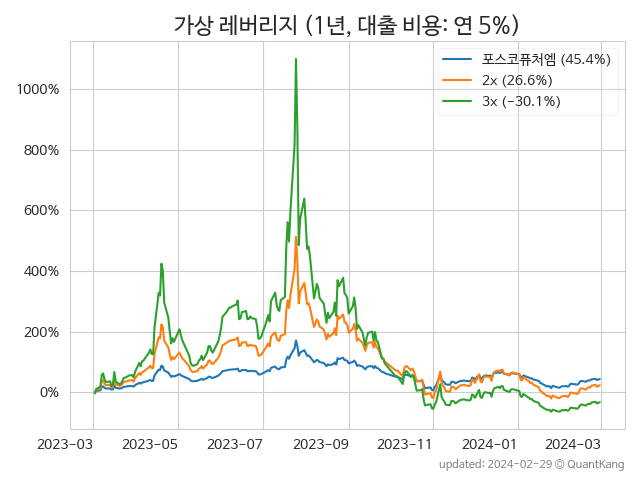 가상 레버리지 (1년, 대출 비용: 연 5%)
포스코퓨처엠 (45.4%)
2x (26.6%)
3x (−30.1%)
1000%
800%
600%
400%
200%
0%
2023-03 2023-05 2023-07 2023-09 2023-11 2024-01 2024-03
updated: 2024-02-29 ⓒ QuantKang